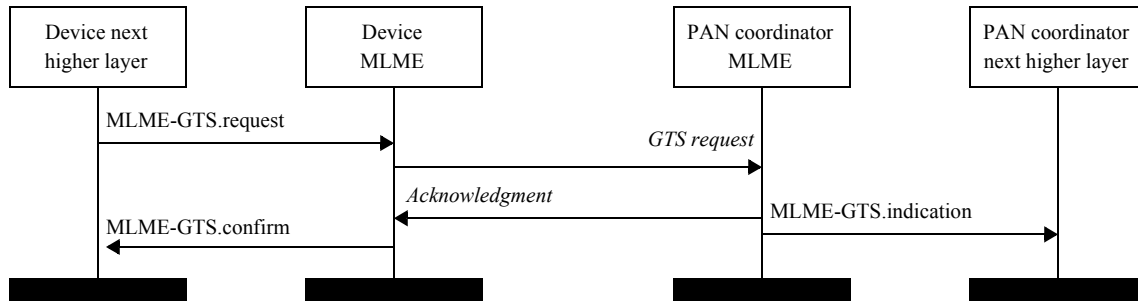 Device next
higher layer
Device
MLME
PAN coordinator
MLME
PAN coordinator
next higher layer
MLME-GTS.request
GTS request
Acknowledgment
MLME-GTS.indication
MLME-GTS.confirm